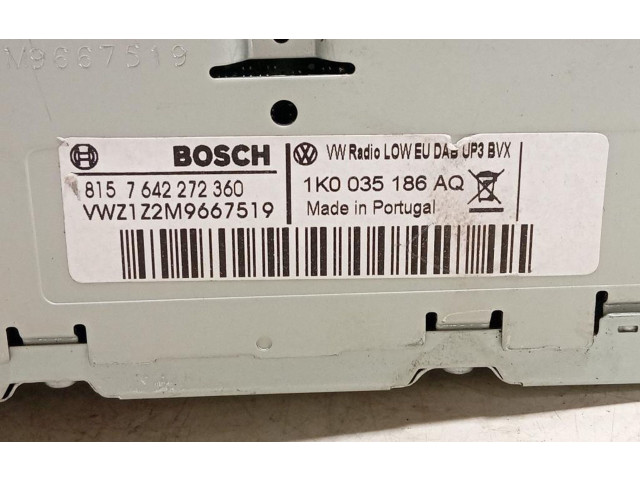 VWZ1Z2M9667519
BOSCH
VW Radio LOW EU DAB UP3 BVX
815 7 642 272 360
1K0 035 186 AQ
VWZ1Z2M9667519
Made in Portugal